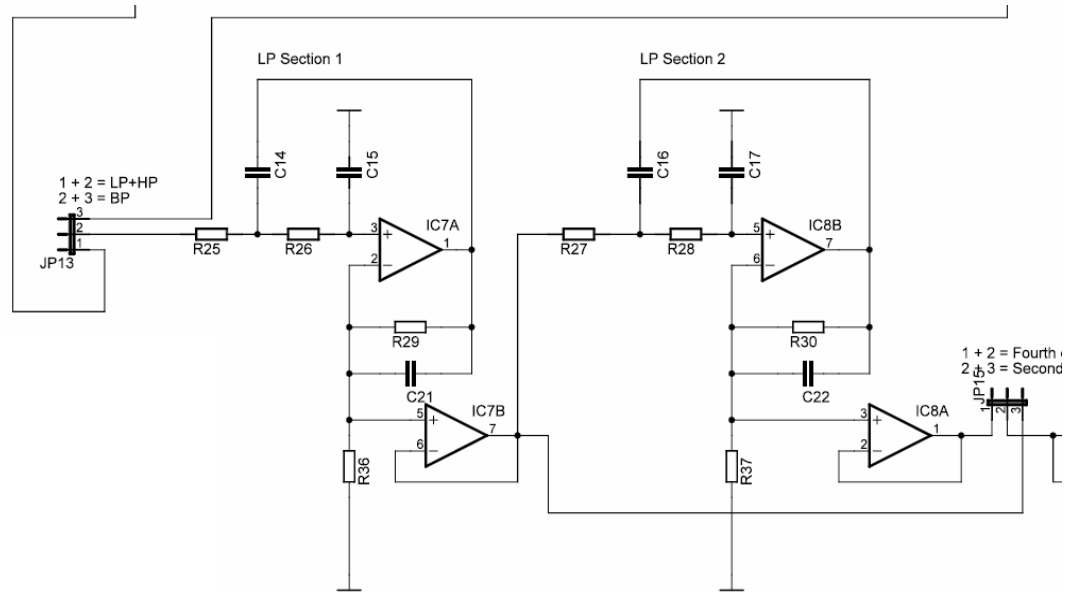 LP Section 1
LP Section 2
C14
C15
C16
C17
1 + 2 = LP+HP
2 + 3 = BP
3
2
1
JP13
R25
R26
3
2
1
IC7A
R27
R28
5
6
7
IC8B
R29
R30
C21
C22
5
6
7
IC7B
3
2
1
IC8A
R36
R37
1 + 2 = Fourth
2 + 3 = Second
JP15
1
2
3